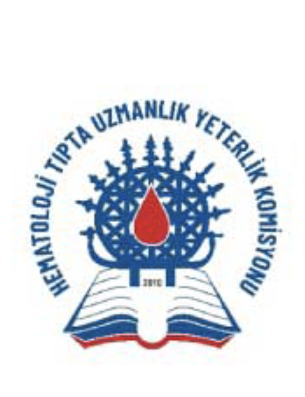 HEMATOLOJİ TIPTA UZMANLIK YETERLİK KOMİSYONU
2010